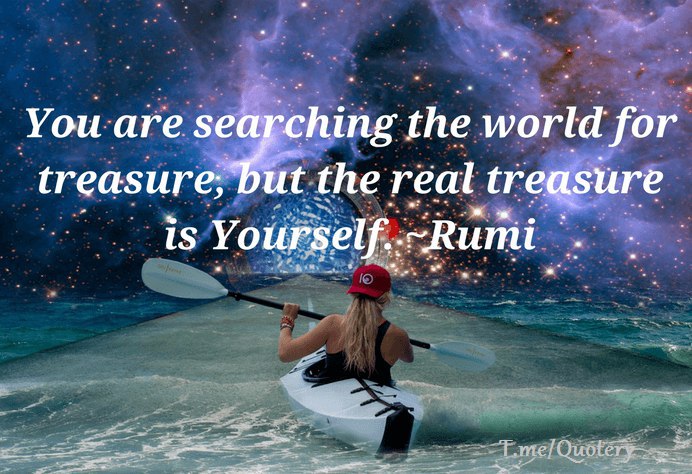 You are searching the world for
treasure, but the real treasure
is Yourself. ~Rumi
T.me/Quotery